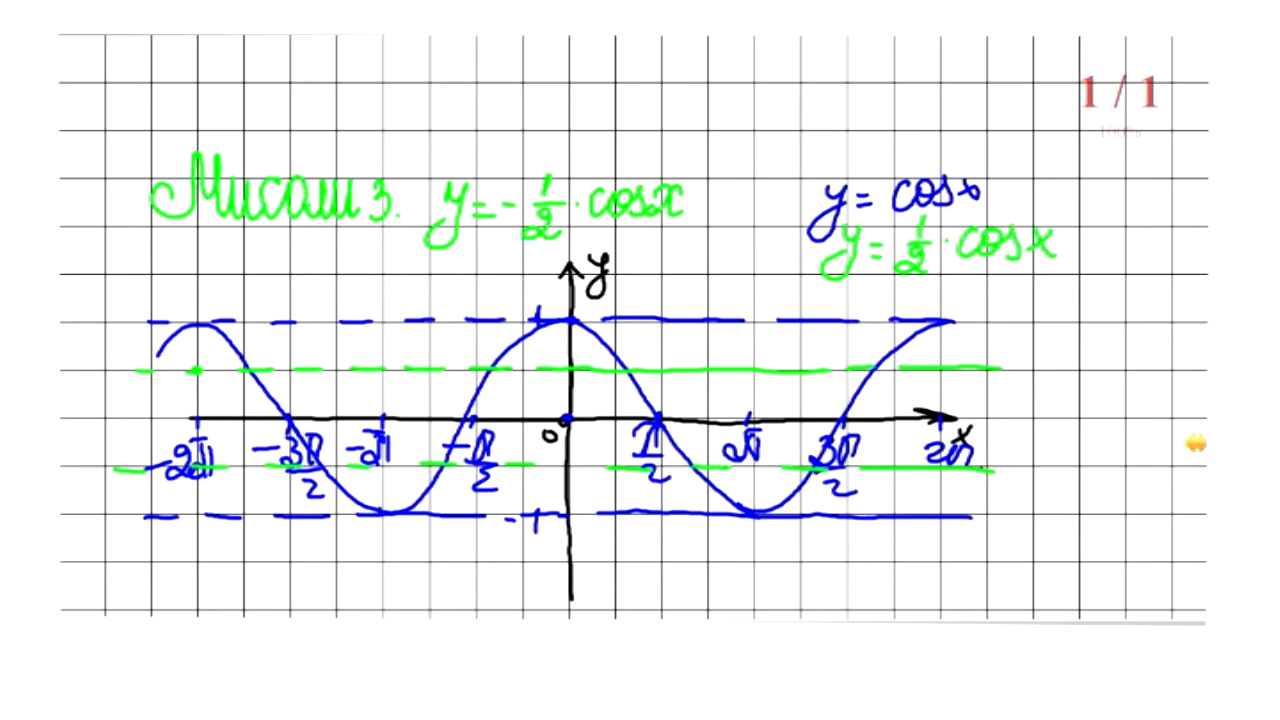 1 / 1
Мисоли 3. y = - 1/2 · cosx
y = cosx
y = 1/2 · cosx
y
1
0
x
-2π -3π/2 -π -π/2 π/2 π 3π/2 2π
-1